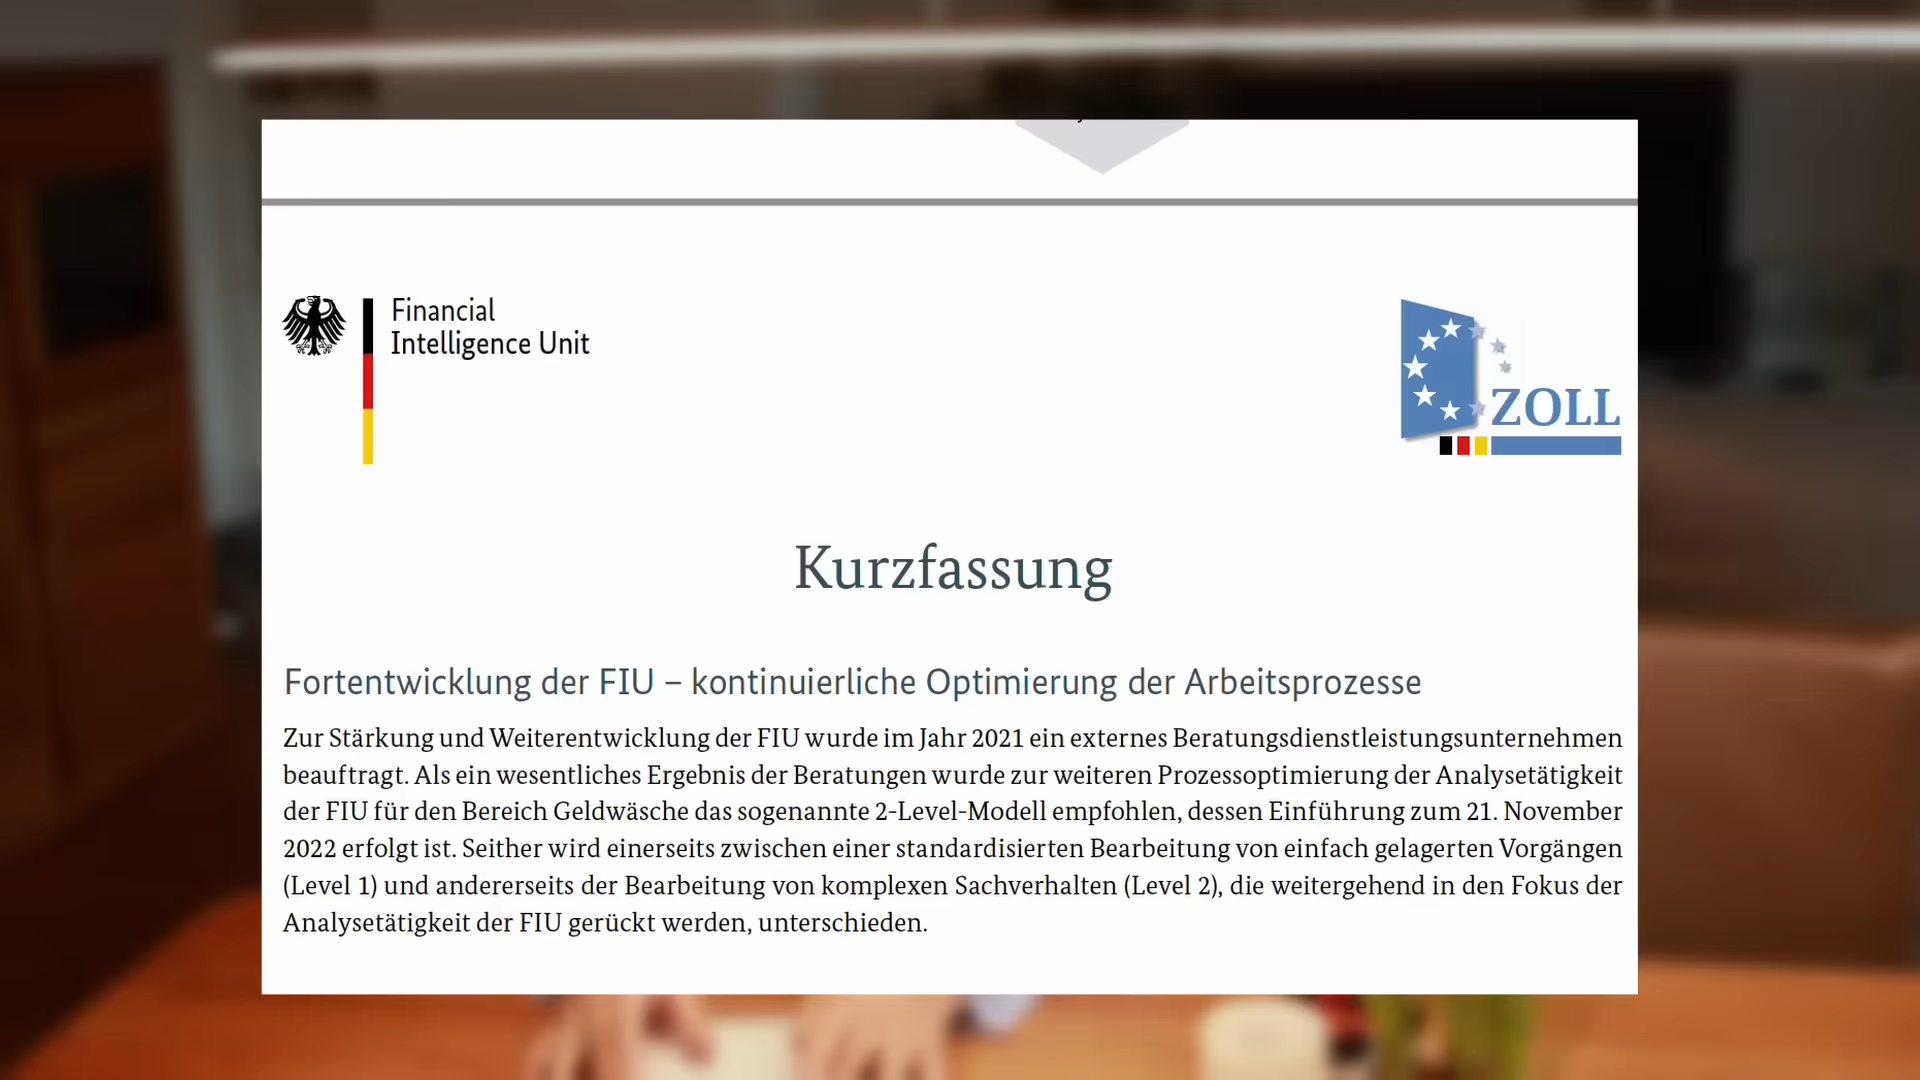 Financial
Intelligence Unit
ZOLL
Kurzfassung
Fortentwicklung der FIU – kontinuierliche Optimierung der Arbeitsprozesse
Zur Stärkung und Weiterentwicklung der FIU wurde im Jahr 2021 ein externes Beratungsdienstleistungsunternehmen
beauftragt. Als ein wesentliches Ergebnis der Beratungen wurde zur weiteren Prozessoptimierung der Analysetätigkeit
der FIU für den Bereich Geldwäsche das sogenannte 2-Level-Modell empfohlen, dessen Einführung zum 21. November
2022 erfolgt ist. Seither wird einerseits zwischen einer standardisierten Bearbeitung von einfach gelagerten Vorgängen
(Level 1) und andererseits der Bearbeitung von komplexen Sachverhalten (Level 2), die weitergehend in den Fokus der
Analysetätigkeit der FIU gerückt werden, unterschieden.